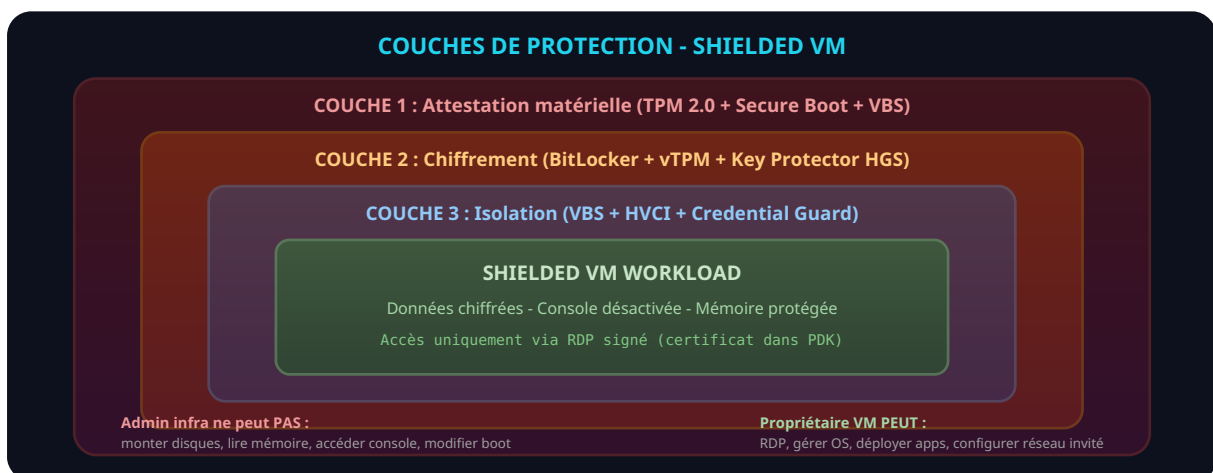 COUCHES DE PROTECTION - SHIELDED VM
COUCHE 1 : Attestation matérielle (TPM 2.0 + Secure Boot + VBS)
COUCHE 2 : Chiffrement (BitLocker + vTPM + Key Protector HGS)
COUCHE 3 : Isolation (VBS + HVCI + Credential Guard)
SHIELDED VM WORKLOAD
Données chiffrées - Console désactivée - Mémoire protégée
Accès uniquement via RDP signé (certificat dans PDK)
Admin infra ne peut PAS :
monter disques, lire mémoire, accéder console, modifier boot
Propriétaire VM PEUT :
RDP, gérer OS, déployer apps, configurer réseau invité